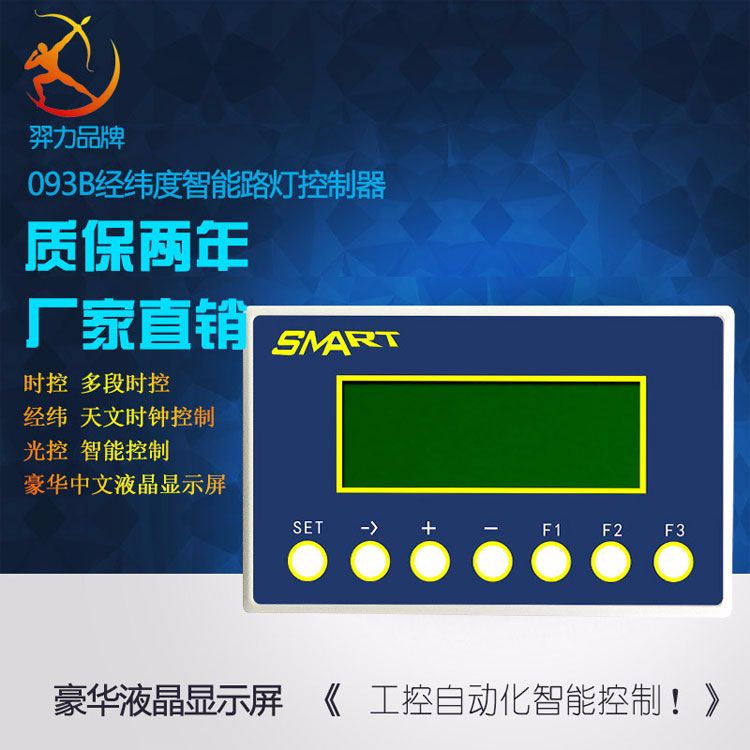 羿力品牌
093B经纬度智能路灯控制器
质保两年
厂家直销
时控 多段时控
经纬 天文时钟控制
光控 智能控制
豪华中文液晶显示屏
SMART
SET -> + - F1 F2 F3
豪华液晶显示屏 《 工控自动化智能控制！ 》